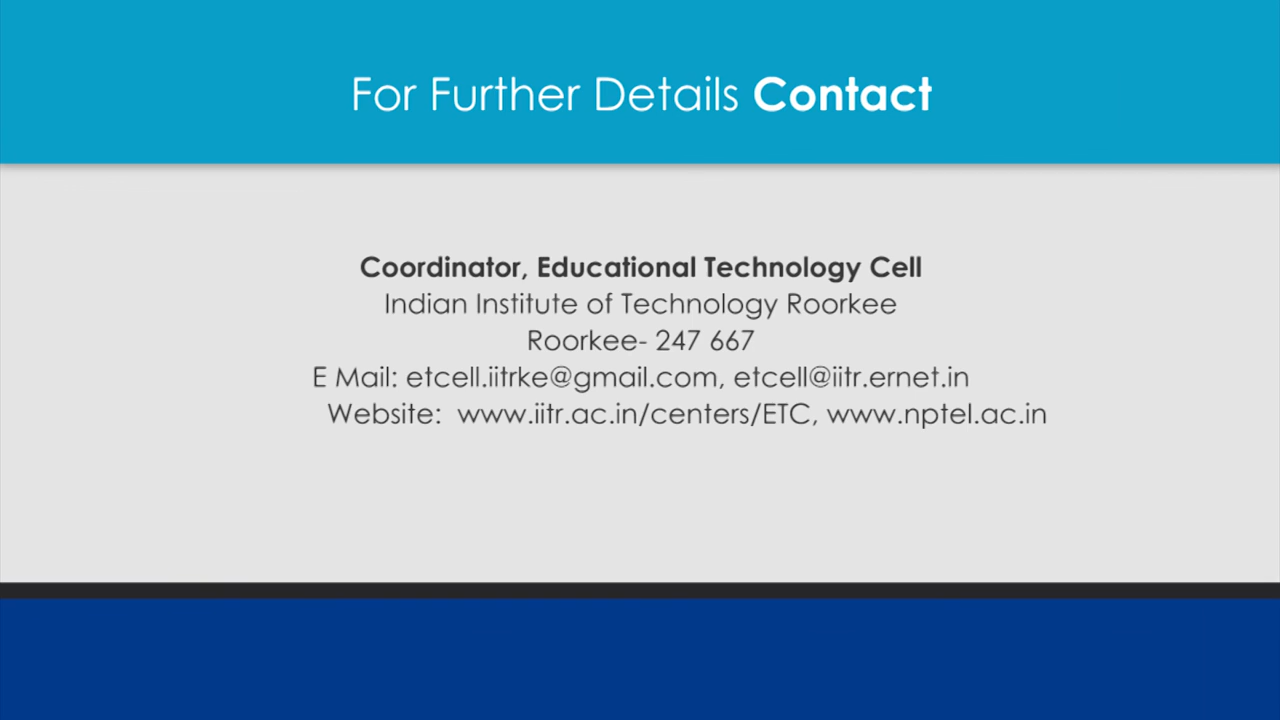 For Further Details Contact
Coordinator, Educational Technology Cell
Indian Institute of Technology Roorkee
Roorkee- 247 667
E Mail: etcell.iitrke@gmail.com, etcell@iitr.ernet.in
Website: www.iitr.ac.in/centers/ETC, www.nptel.ac.in